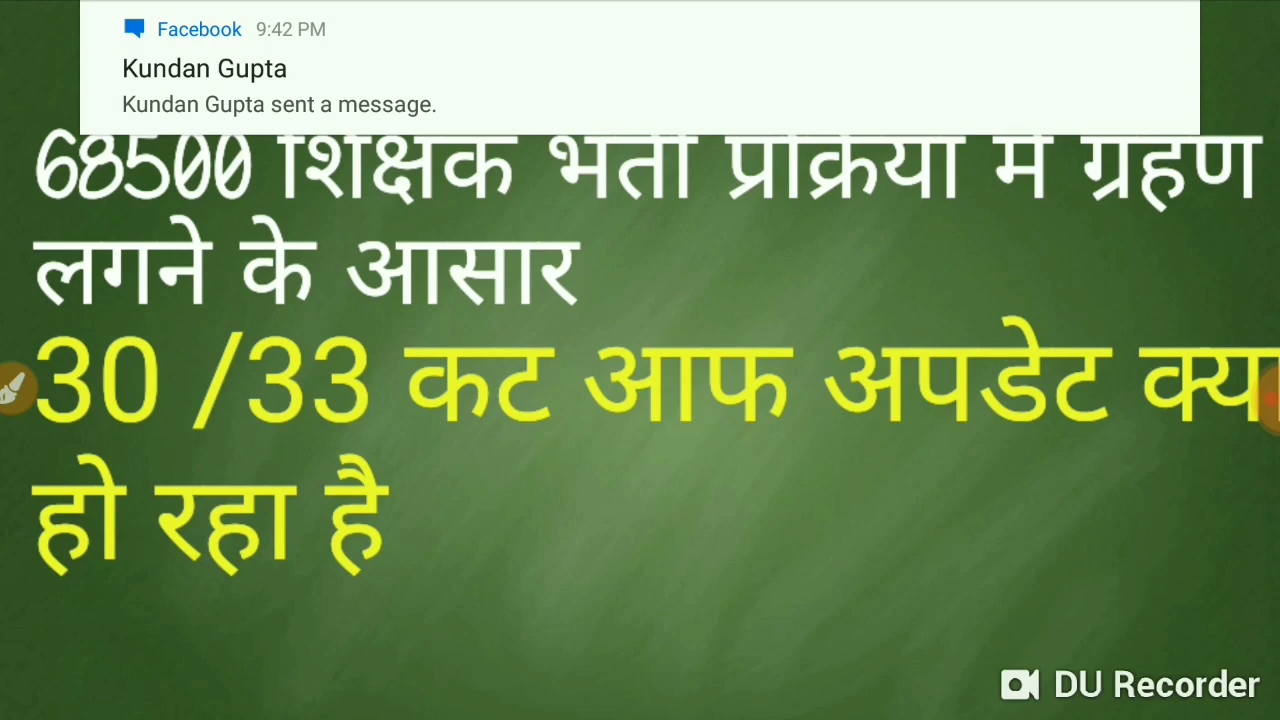 Facebook 9:42 PM
Kundan Gupta
Kundan Gupta sent a message.
68500 शिक्षक भर्ती प्रक्रिया में ग्रहण
लगने के आसार
30 /33 कट आफ अपडेट क्या
हो रहा है
DU Recorder